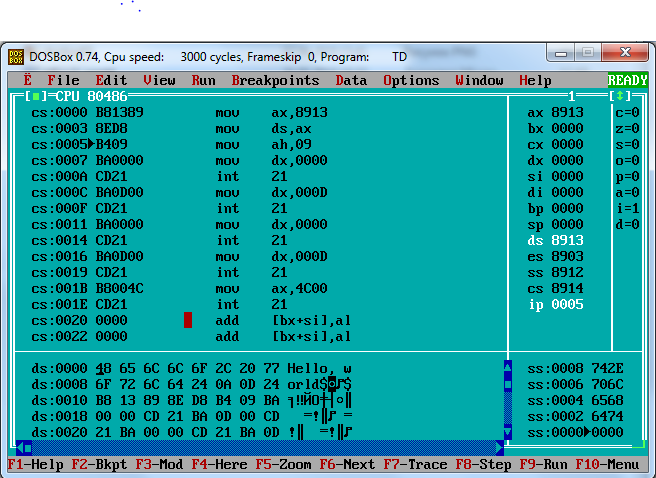 DOSBox 0.74, Cpu speed: 3000 cycles, Frameskip 0, Program: TD
Ë File Edit View Run Breakpoints Data Options Window Help READY
[■]=CPU 80486 1 [↕]
cs:0000 B81389 mov ax,8913 ax 8913 c=0
cs:0003 8ED8 mov ds,ax bx 0000 z=0
cs:0005►B409 mov ah,09 cx 0000 s=0
cs:0007 BA0000 mov dx,0000 dx 0000 o=0
cs:000A CD21 int 21 si 0000 p=0
cs:000C BA0D00 mov dx,000D di 0000 a=0
cs:000F CD21 int 21 bp 0000 i=1
cs:0011 BA0000 mov dx,0000 sp 0000 d=0
cs:0014 CD21 int 21 ds 8913
cs:0016 BA0D00 mov dx,000D es 8903
cs:0019 CD21 int 21 ss 8912
cs:001B B8004C mov ax,4C00 cs 8914
cs:001E CD21 int 21 ip 0005
cs:0020 0000 add [bx+si],al
cs:0022 0000 add [bx+si],al
ds:0000 48 65 6C 6C 6F 2C 20 77 Hello, w ss:0008 742E
ds:0008 6F 72 6C 64 24 0A 0D 24 orld$◙♪$ ss:0006 706C
ds:0010 B8 13 89 8E D8 B4 09 BA ╕‼ЙО╪┤○║ ss:0004 6568
ds:0018 00 00 CD 21 BA 0D 00 CD ═!║♪ ═ ss:0002 6474
ds:0020 21 BA 00 00 CD 21 BA 0D !║ ═!║♪ ss:0000►0000
F1-Help F2-Bkpt F3-Mod F4-Here F5-Zoom F6-Next F7-Trace F8-Step F9-Run F10-Menu